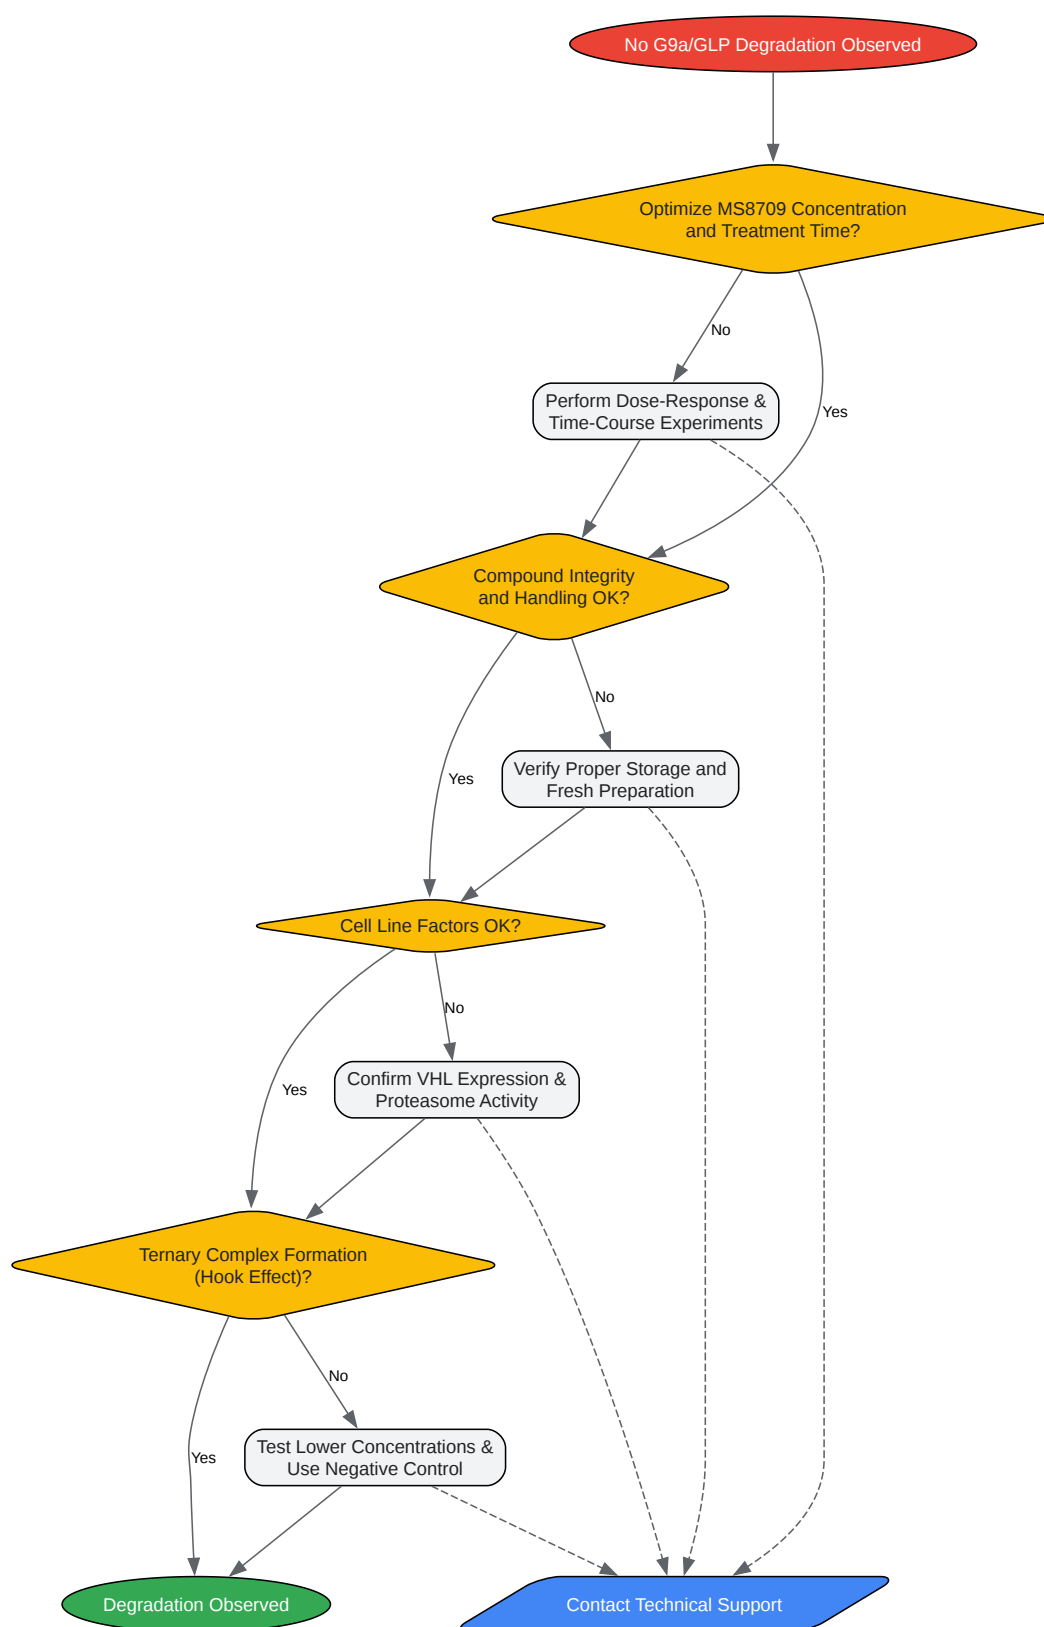 No G9a/GLP Degradation Observed
Optimize MS8709 Concentration
and Treatment Time?
No
Perform Dose-Response &
Time-Course Experiments
Yes
Compound Integrity
and Handling OK?
No
Verify Proper Storage and
Fresh Preparation
Yes
Cell Line Factors OK?
No
Confirm VHL Expression &
Proteasome Activity
Yes
Ternary Complex Formation
(Hook Effect)?
No
Test Lower Concentrations &
Use Negative Control
Yes
Degradation Observed
Contact Technical Support